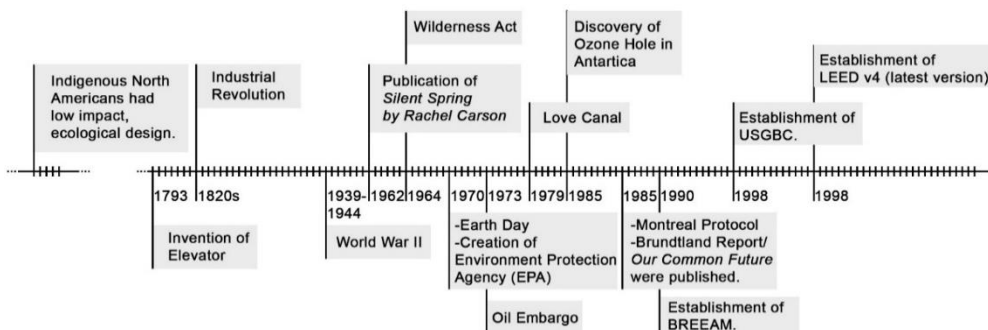 Wilderness Act
Discovery of
Ozone Hole in
Antartica
Establishment of
LEED v4 (latest version)
Indigenous North
Americans had
low impact,
ecological design.
Industrial
Revolution
Publication of
Silent Spring
by Rachel Carson
Love Canal
Establishment of
USGBC.
1793
1820s
1939-
1944
1962
1964
1970
1973
1979
1985
1985
1990
1998
1998
Invention of
Elevator
World War II
-Earth Day
-Creation of
Environment Protection
Agency (EPA)
-Montreal Protocol
-Brundtland Report/
Our Common Future
were published.
Oil Embargo
Establishment of
BREEAM.